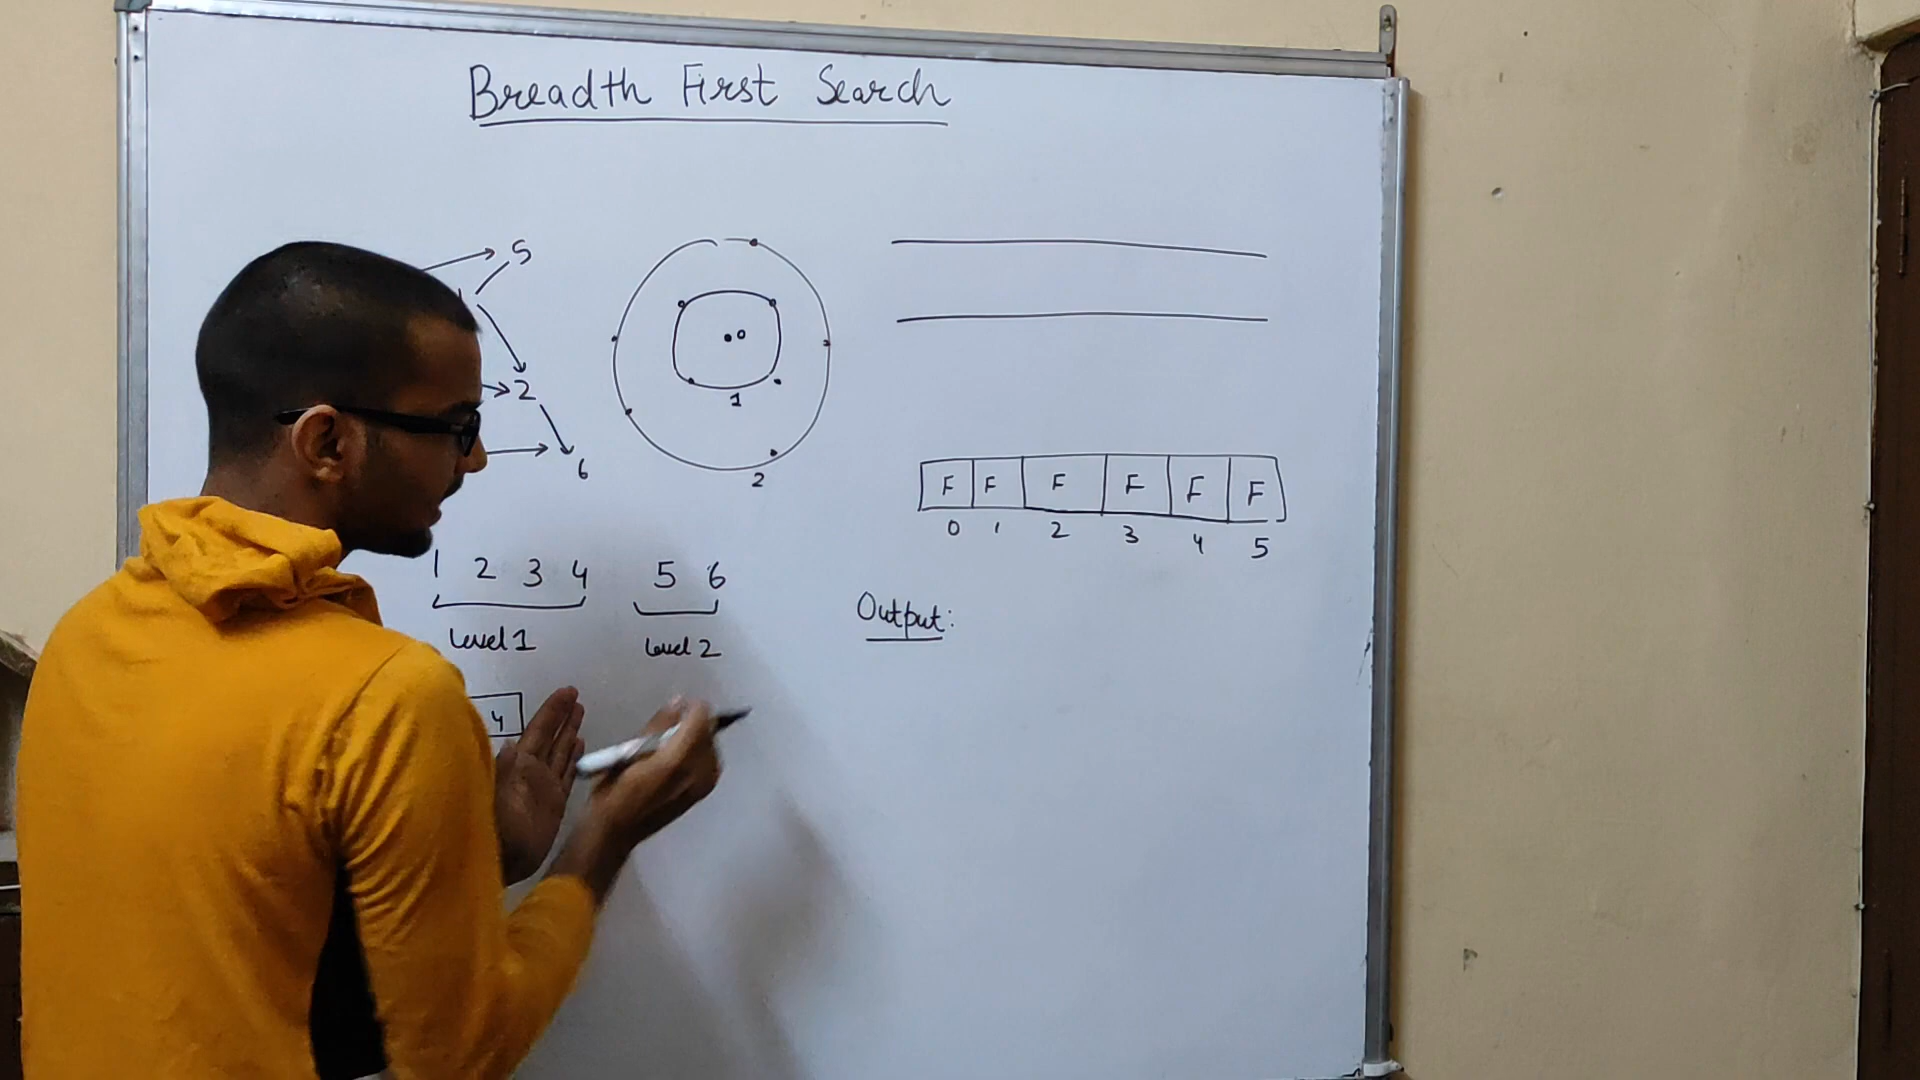 Breadth First Search
5
2
6
0
1
2
F F F F F F
0 1 2 3 4 5
1 2 3 4 5 6
Level 1 Level 2
Output:
4